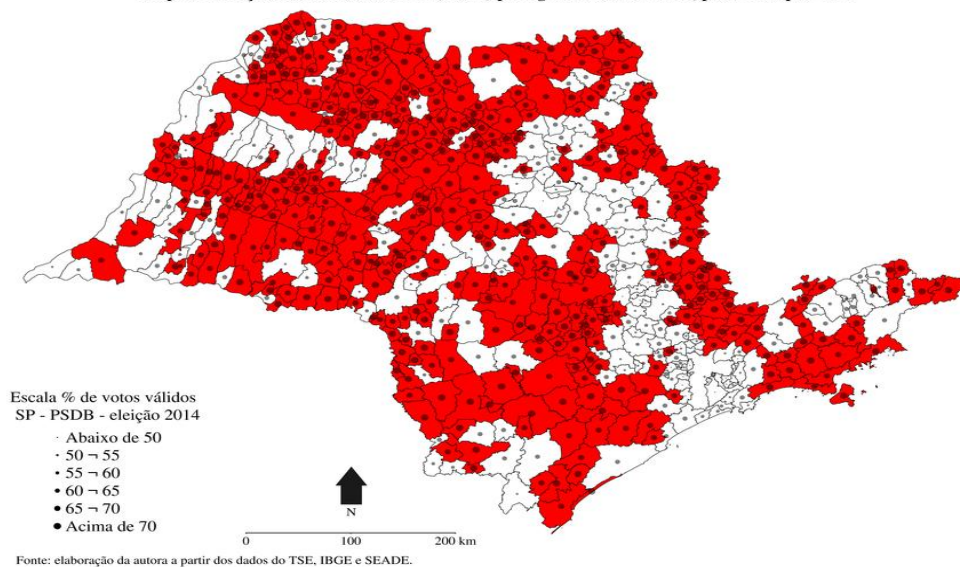 Escala % de votos válidos
SP - PSDB - eleição 2014
Abaixo de 50
50 ¬ 55
55 ¬ 60
60 ¬ 65
65 ¬ 70
Acima de 70
N
0 100 200 km
Fonte: elaboração da autora a partir dos dados do TSE, IBGE e SEADE.